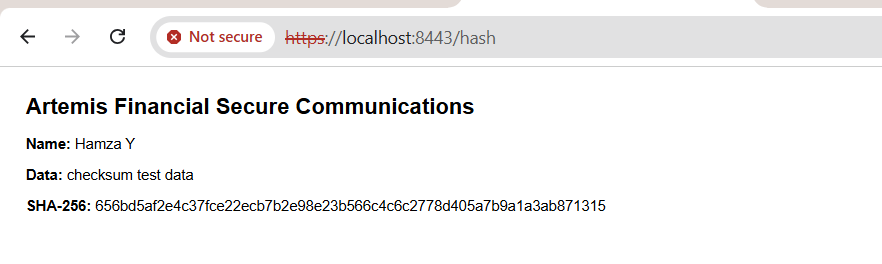 Not secure https://localhost:8443/hash
Artemis Financial Secure Communications
Name: Hamza Y
Data: checksum test data
SHA-256: 656bd5af2e4c37fce22ecb7b2e98e23b566c4c6c2778d405a7b9a1a3ab871315